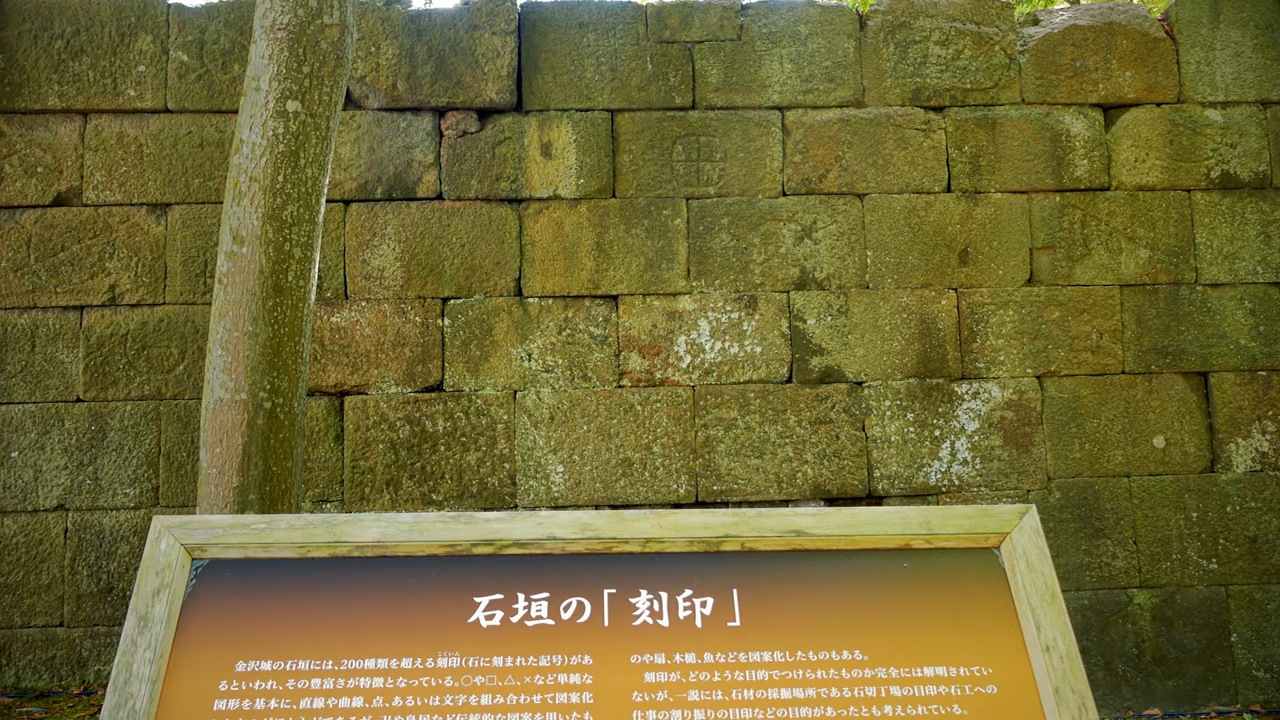 石垣の「刻印」
こくいん
金沢城の石垣には、200種類を超える刻印(石に刻まれた記号)があ
るといわれ、その豊富さが特徴となっている。○や□、△、×など単純な
図形を基本に、直線や曲線、点、あるいは文字を組み合わせて図案化
のや扇、木槌、魚などを図案化したものもある。
刻印が、どのような目的でつけられたものか完全には解明されてい
ないが、一説には、石材の採掘場所である石切丁場の目印や石工への
仕事の割り振りの目印などの目的があったとも考えられている。